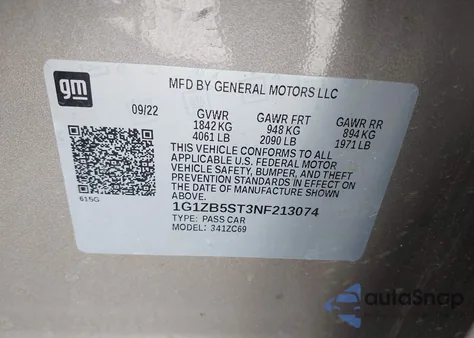 gm
MFD BY GENERAL MOTORS LLC
09/22 GVWR GAWR FRT GAWR RR
1842 KG 948 KG 894 KG
4061 LB 2090 LB 1971 LB
THIS VEHICLE CONFORMS TO ALL
APPLICABLE U.S. FEDERAL MOTOR
VEHICLE SAFETY, BUMPER, AND THEFT
PREVENTION STANDARDS IN EFFECT ON
THE DATE OF MANUFACTURE SHOWN
ABOVE.
615G
1G1ZB5ST3NF213074
TYPE: PASS CAR
MODEL: 341ZC69
autoSnap